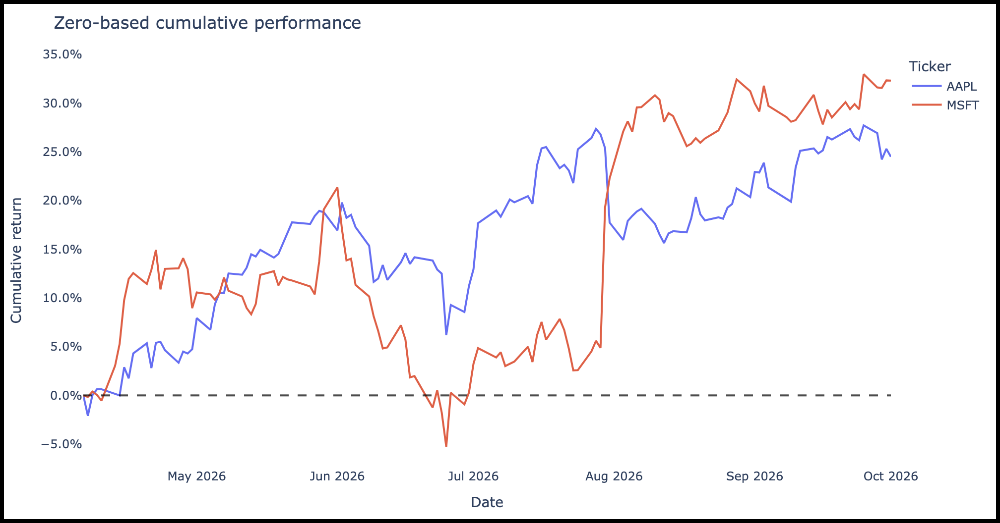 Zero-based cumulative performance
35.0%
30.0%
25.0%
20.0%
15.0%
10.0%
5.0%
0.0%
−5.0%
Cumulative return
May 2026
Jun 2026
Jul 2026
Aug 2026
Sep 2026
Oct 2026
Date
Ticker
AAPL
MSFT